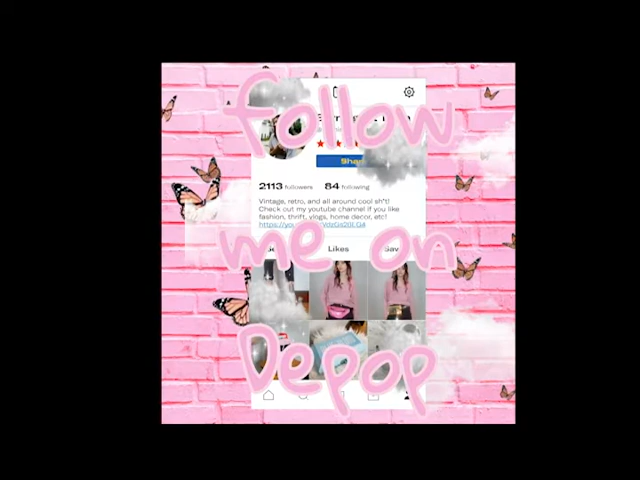 follow
Share
2113 followers 84 following
Vintage, retro, and all around cool sh*t!
Check out my youtube channel if you like
fashion, thrift, vlogs, home decor, etc!
me on
Likes
Depop